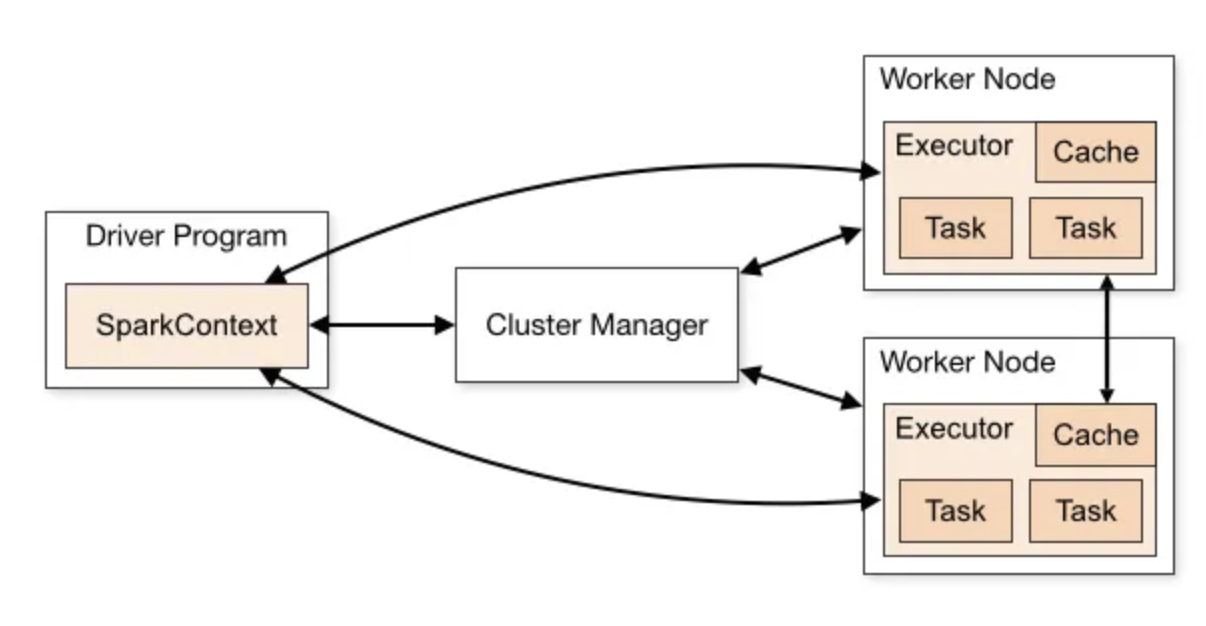 Driver Program
SparkContext
Cluster Manager
Worker Node
Executor
Cache
Task
Task
Worker Node
Executor
Cache
Task
Task